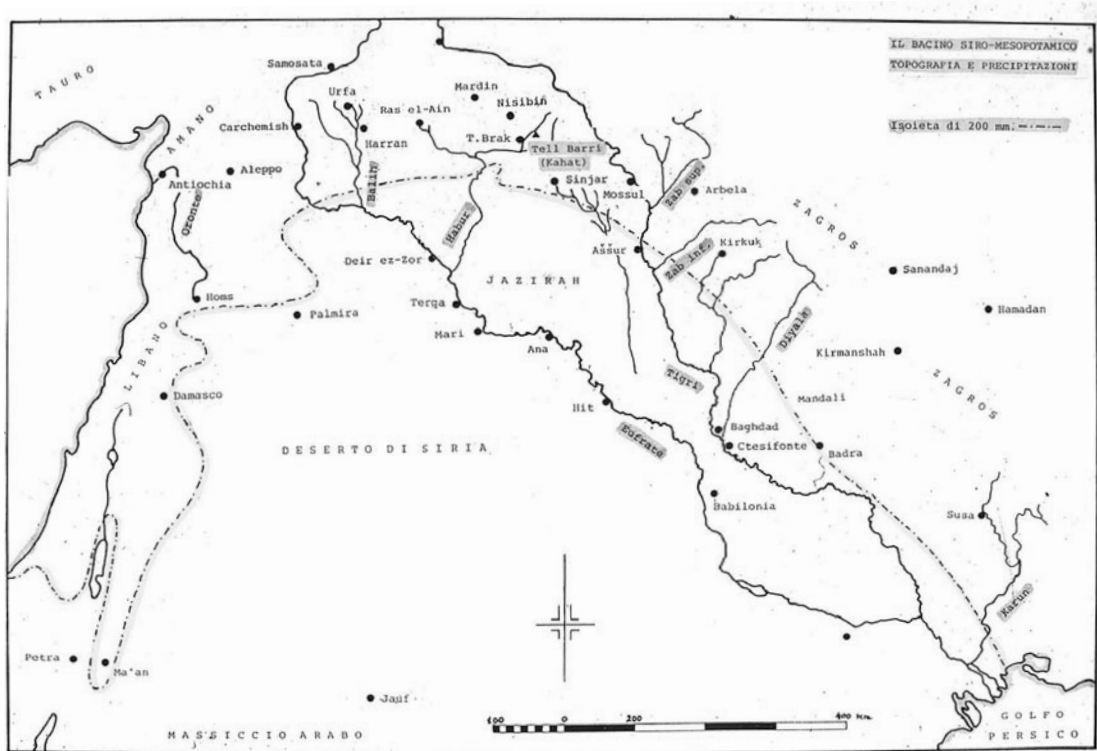 IL BACINO SIRO-MESOPOTAMICO
TOPOGRAFIA E PRECIPITAZIONI
Isoieta di 200 mm.
TAURO
AMANO
Samosata
Urfa
Mardin
Nisibin
Ras el-Ain
Carchemish
Harran
T.Brak
Tell Barri
(Kahat)
Aleppo
Antiochia
Balih
Sinjar
Mossul
Zab sup.
Arbela
Oronte
Habur
ZAGROS
Aššur
Kirkuk
Zab inf.
Deir ez-Zor
JAZIRAH
Sanandaj
Homs
Palmira
Terqa
Hamadan
Mari
Ana
Diyala
Kirmanshah
LIBANO
Tigri
ZAGROS
Damasco
Hit
Mandali
Eufrate
Baghdad
Ctesifonte
Badra
DESERTO DI SIRIA
Babilonia
Susa
Karun
Petra
Ma'an
Jauf
100 0 200 400 Km.
MASSICCIO ARABO
GOLFO
PERSICO